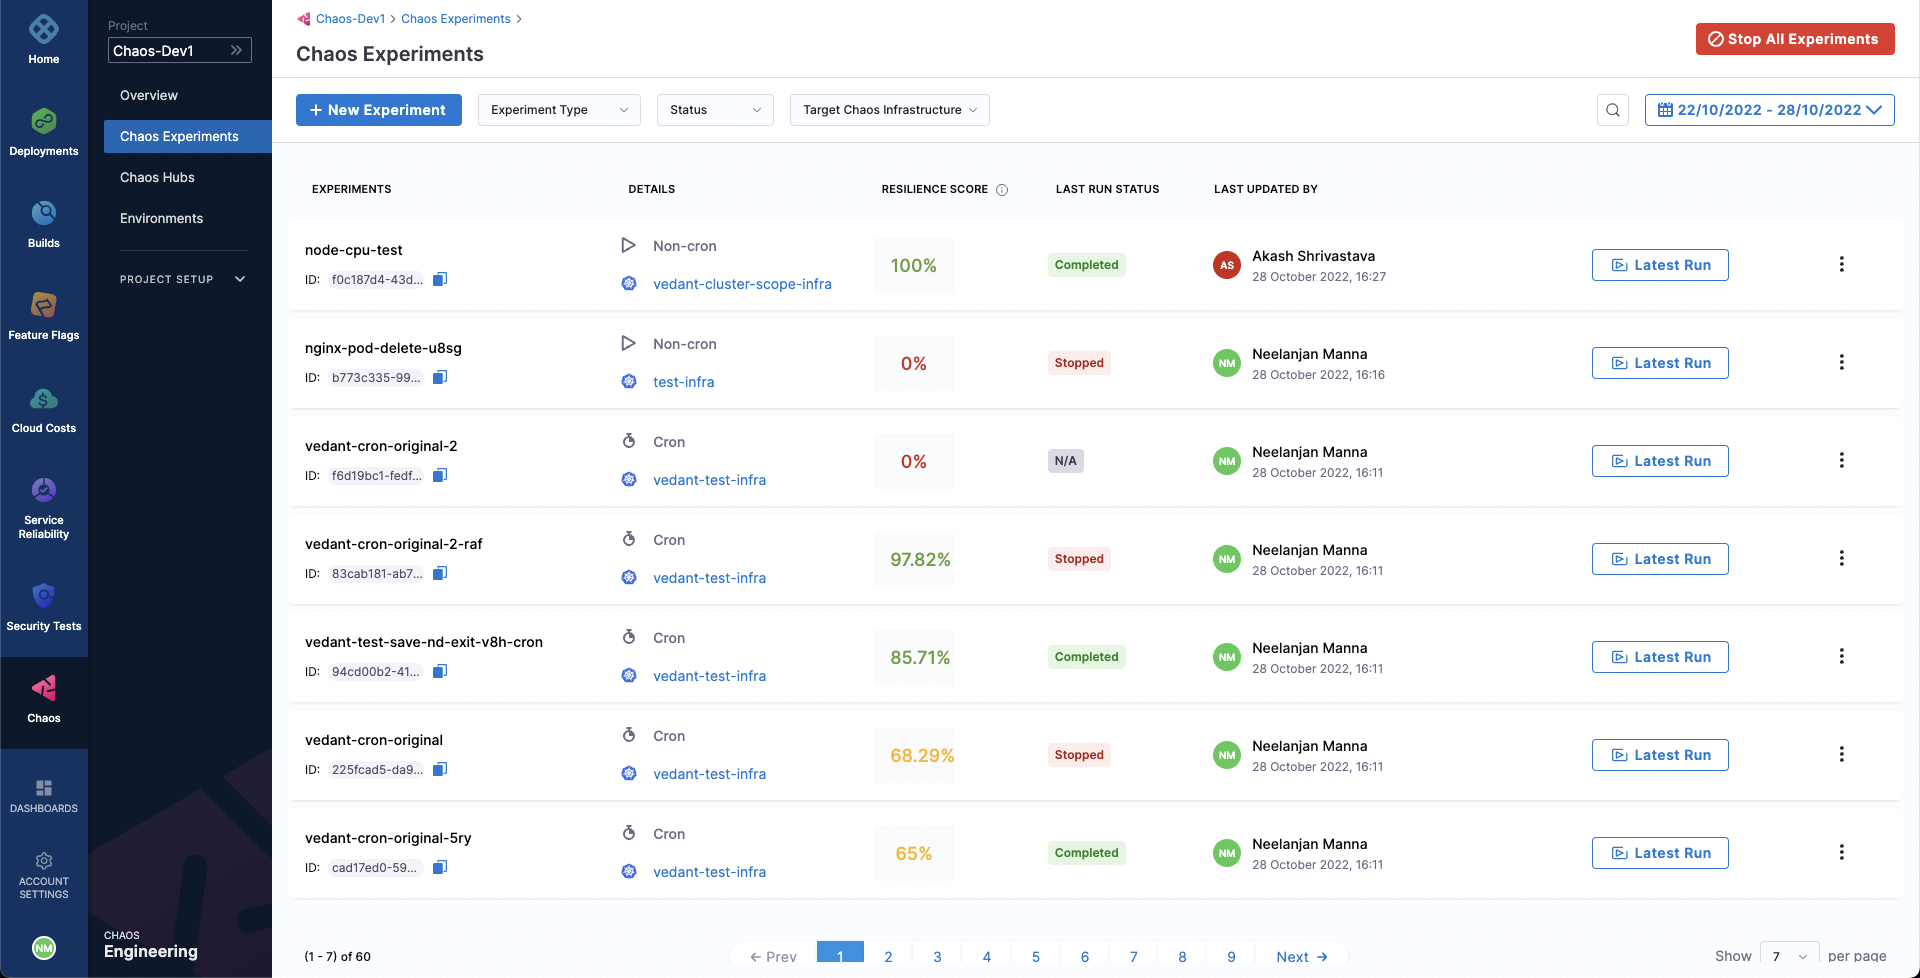 Home
Deployments
Builds
Feature Flags
Cloud Costs
Service
Reliability
Security Tests
Chaos
DASHBOARDS
ACCOUNT
SETTINGS
NM
Project
Chaos-Dev1
Overview
Chaos Experiments
Chaos Hubs
Environments
PROJECT SETUP
CHAOS
Engineering
Chaos-Dev1 > Chaos Experiments >
Chaos Experiments
Stop All Experiments
+ New Experiment
Experiment Type
Status
Target Chaos Infrastructure
22/10/2022 - 28/10/2022
EXPERIMENTS DETAILS RESILIENCE SCORE LAST RUN STATUS LAST UPDATED BY
node-cpu-test
ID: f0c187d4-43d...
Non-cron
vedant-cluster-scope-infra
100%
Completed
AS
Akash Shrivastava
28 October 2022, 16:27
Latest Run
nginx-pod-delete-u8sg
ID: b773c335-99...
Non-cron
test-infra
0%
Stopped
NM
Neelanjan Manna
28 October 2022, 16:16
Latest Run
vedant-cron-original-2
ID: f6d19bc1-fedf...
Cron
vedant-test-infra
0%
N/A
NM
Neelanjan Manna
28 October 2022, 16:11
Latest Run
vedant-cron-original-2-raf
ID: 83cab181-ab7...
Cron
vedant-test-infra
97.82%
Stopped
NM
Neelanjan Manna
28 October 2022, 16:11
Latest Run
vedant-test-save-nd-exit-v8h-cron
ID: 94cd00b2-41...
Cron
vedant-test-infra
85.71%
Completed
NM
Neelanjan Manna
28 October 2022, 16:11
Latest Run
vedant-cron-original
ID: 225fcad5-da9...
Cron
vedant-test-infra
68.29%
Stopped
NM
Neelanjan Manna
28 October 2022, 16:11
Latest Run
vedant-cron-original-5ry
ID: cad17ed0-59...
Cron
vedant-test-infra
65%
Completed
NM
Neelanjan Manna
28 October 2022, 16:11
Latest Run
(1 - 7) of 60
← Prev 1 2 3 4 5 6 7 8 9 Next →
Show 7 per page